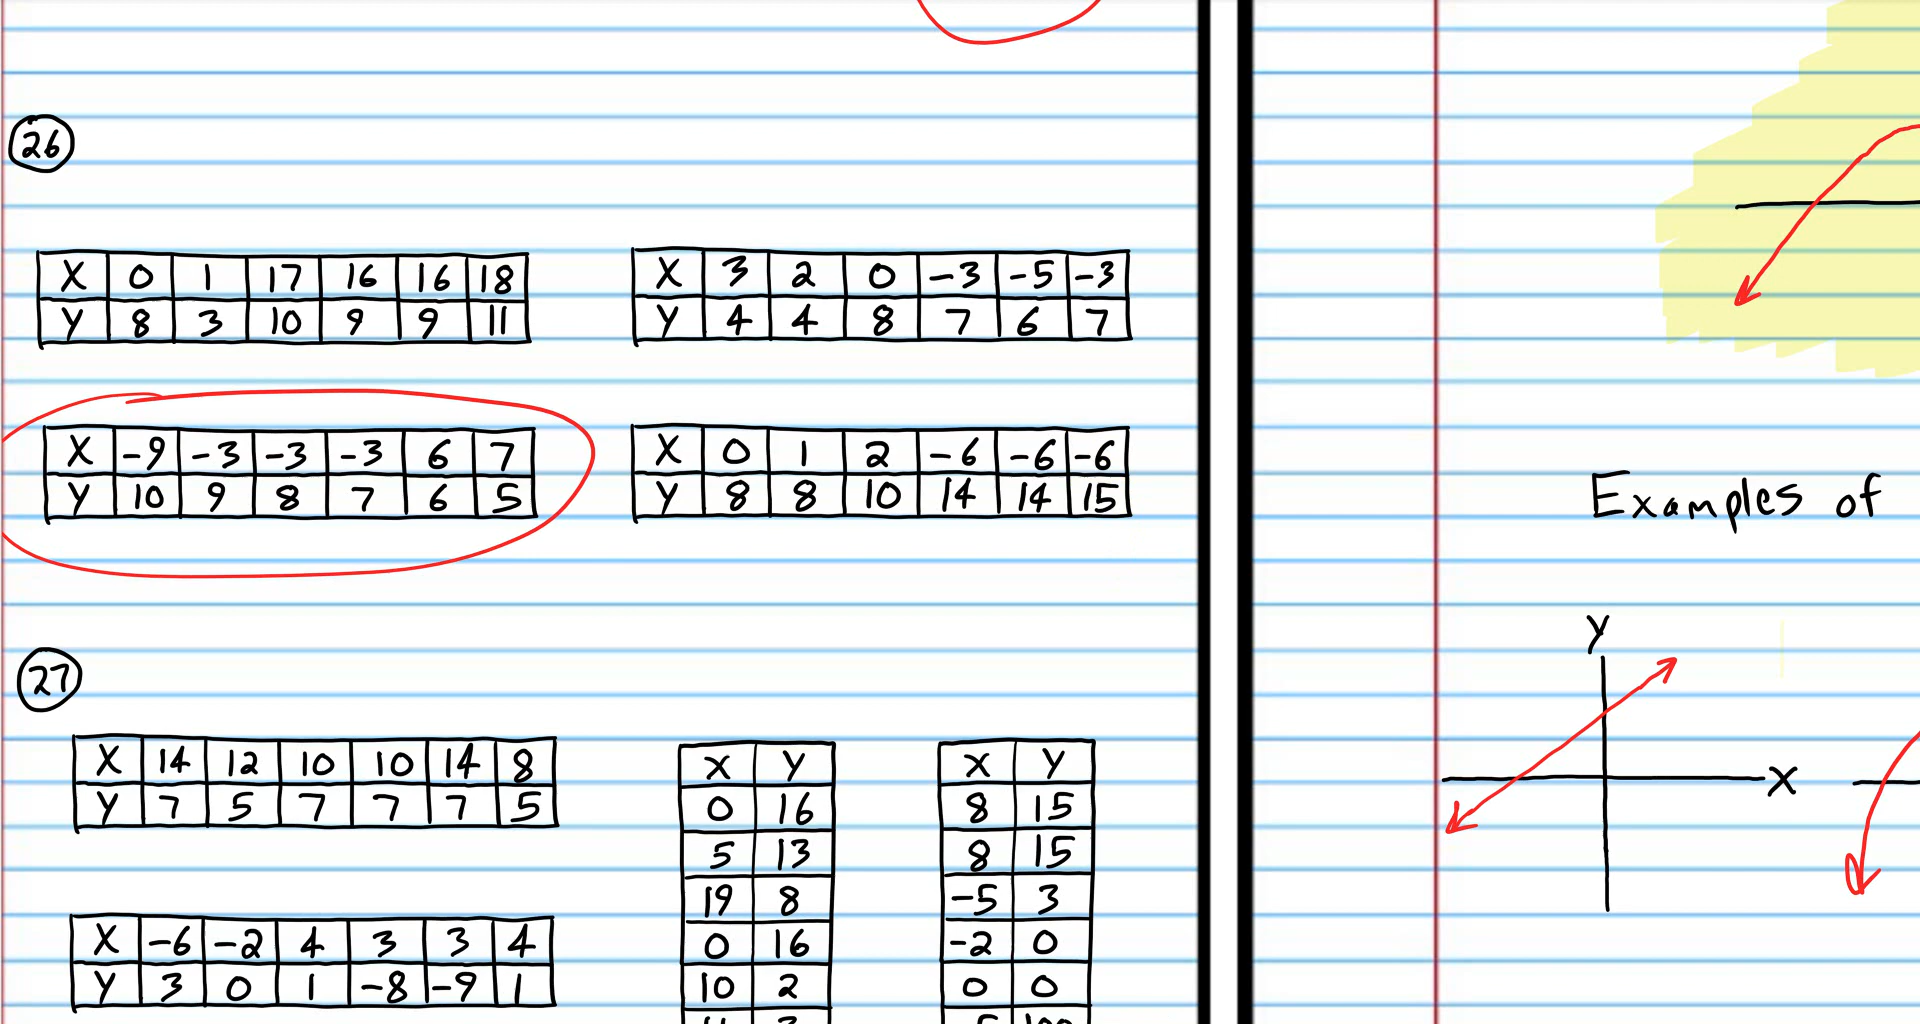 26
X 0 1 17 16 16 18
Y 8 3 10 9 9 11
X 3 2 0 -3 -5 -3
Y 4 4 8 7 6 7
X -9 -3 -3 -3 6 7
Y 10 9 8 7 6 5
X 0 1 2 -6 -6 -6
Y 8 8 10 14 14 15
27
X 14 12 10 10 14 8
Y 7 5 7 7 7 5
X -6 -2 4 3 3 4
Y 3 0 1 -8 -9 1
X Y
0 16
5 13
19 8
0 16
10 2
X Y
8 15
8 15
-5 3
-2 0
0 0
Examples of
Y
X